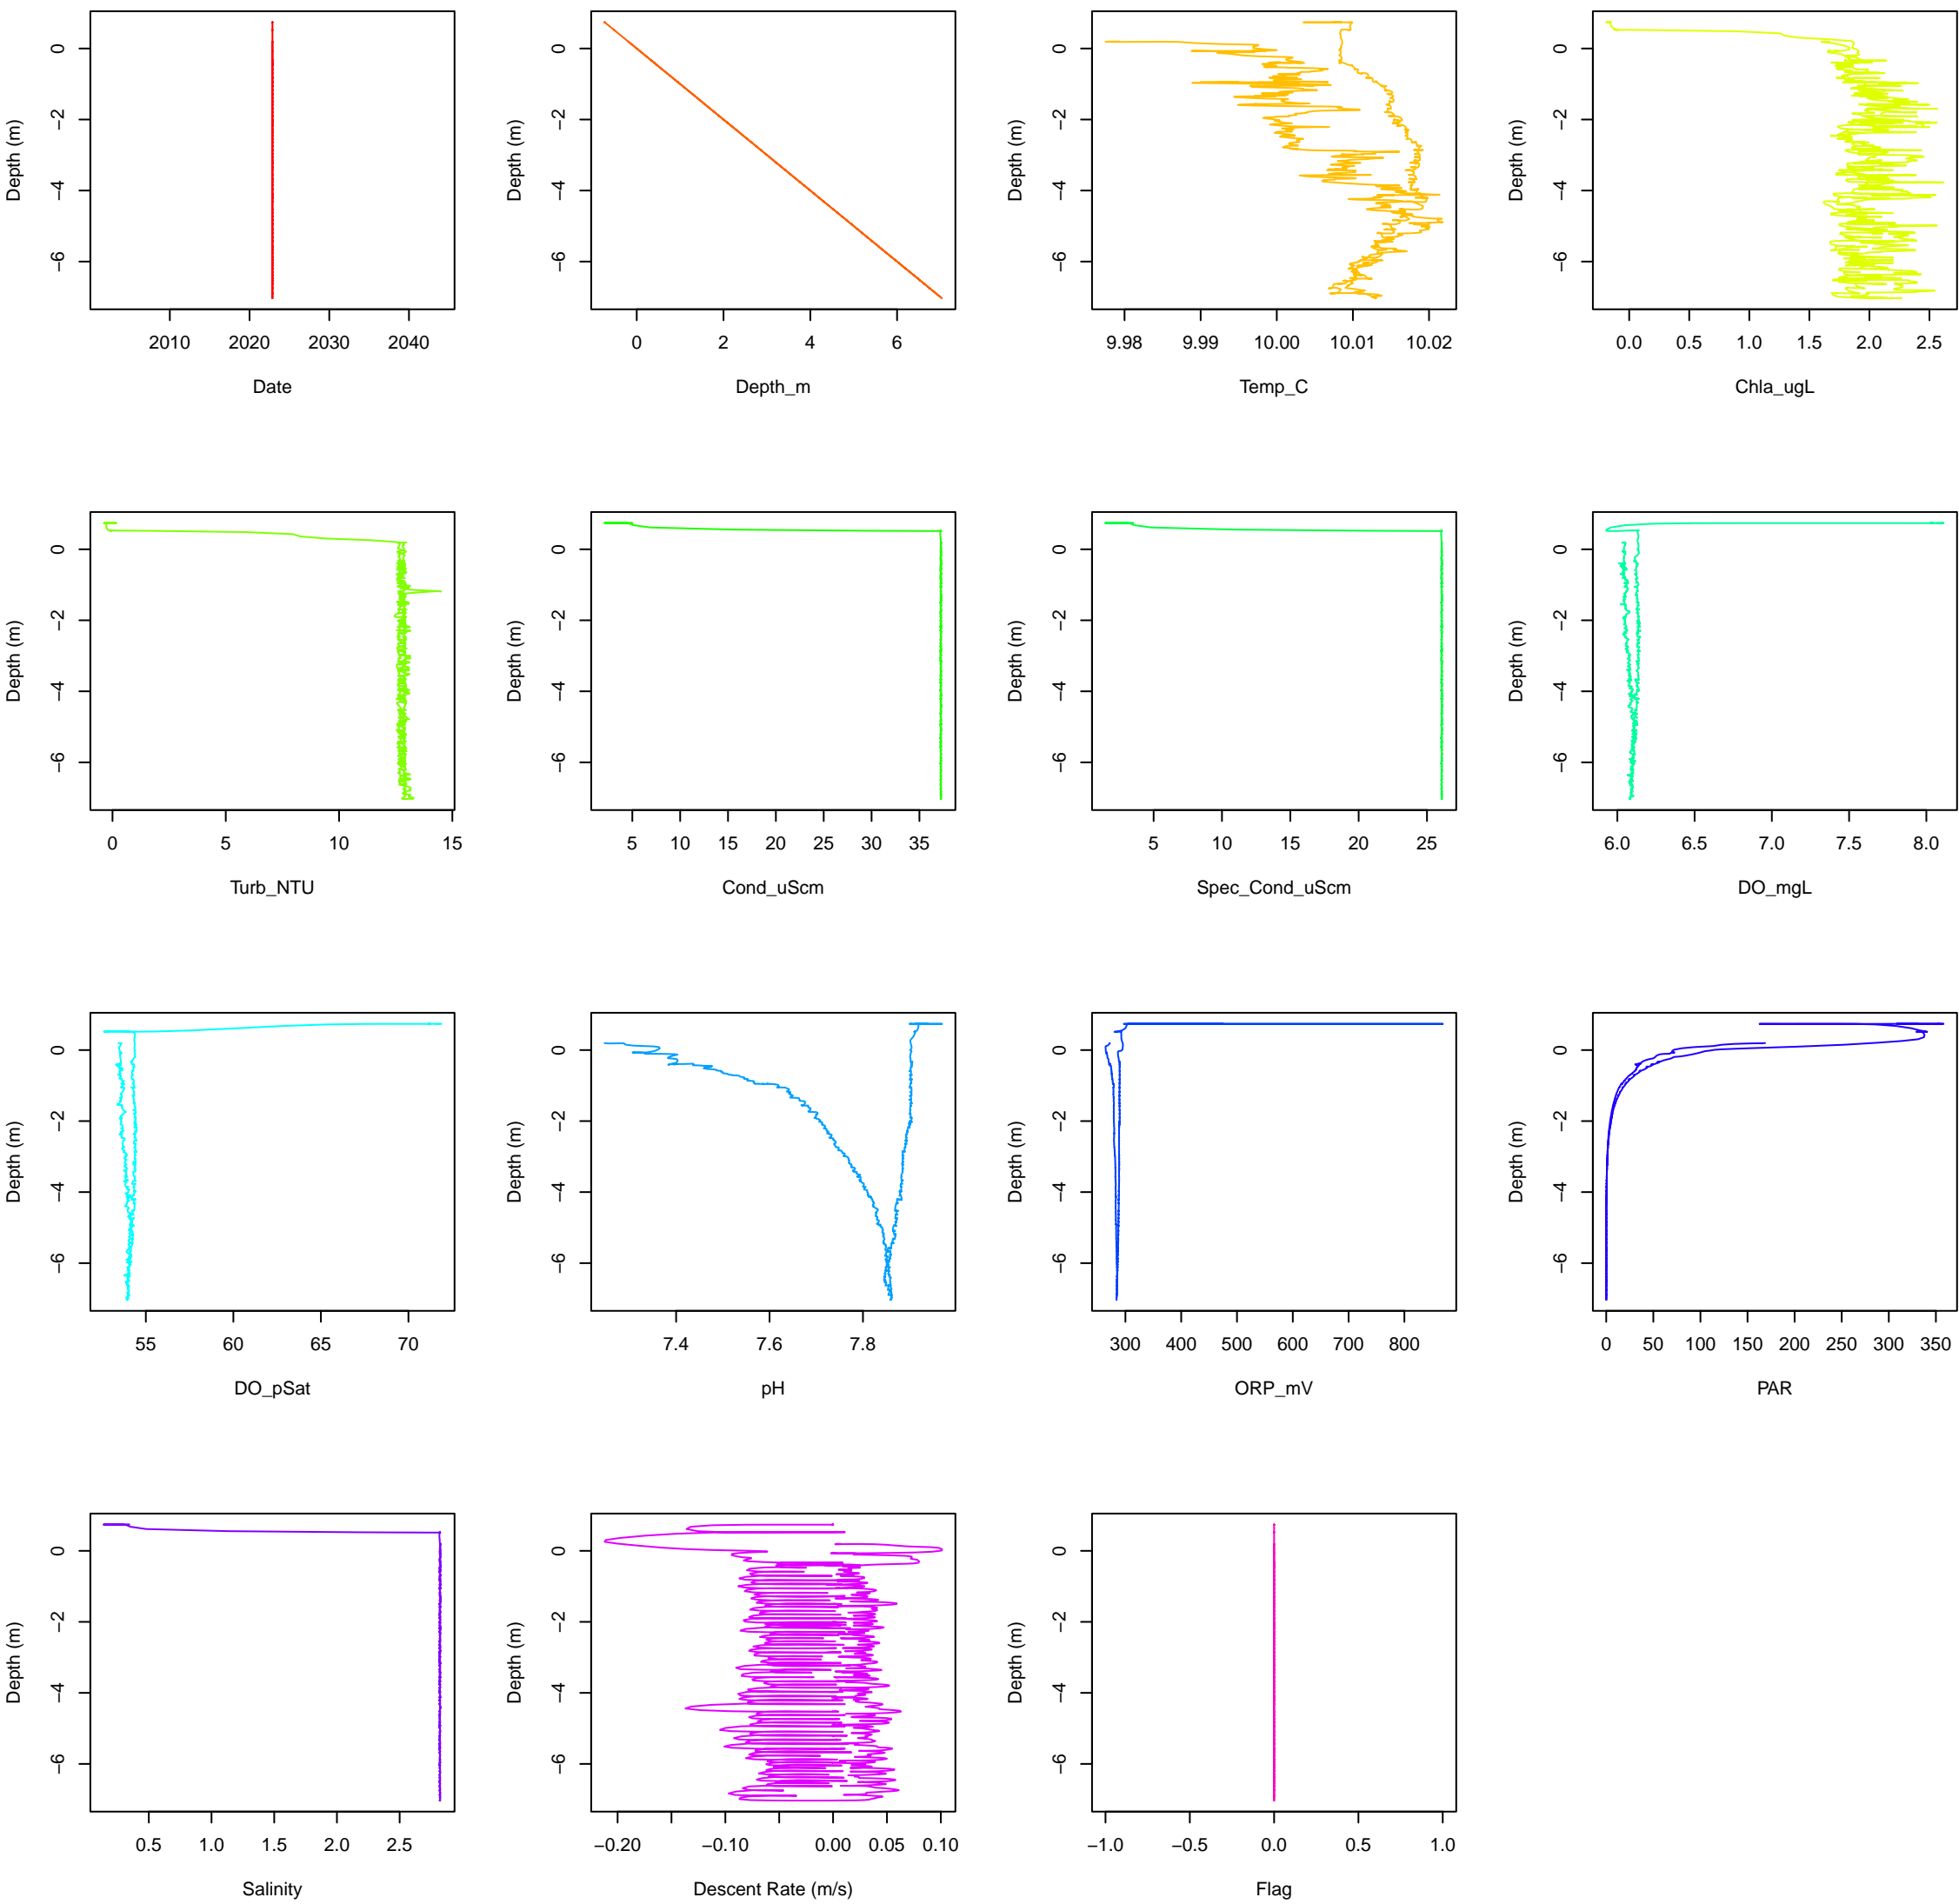 Depth (m)
0
−2
−4
−6
2010 2020 2030 2040
Date
Depth (m)
0
−2
−4
−6
0 2 4 6
Depth_m
Depth (m)
0
−2
−4
−6
9.98 9.99 10.00 10.01 10.02
Temp_C
Depth (m)
0
−2
−4
−6
0.0 0.5 1.0 1.5 2.0 2.5
Chla_ugL
Depth (m)
0
−2
−4
−6
0 5 10 15
Turb_NTU
Depth (m)
0
−2
−4
−6
5 10 15 20 25 30 35
Cond_uScm
Depth (m)
0
−2
−4
−6
5 10 15 20 25
Spec_Cond_uScm
Depth (m)
0
−2
−4
−6
6.0 6.5 7.0 7.5 8.0
DO_mgL
Depth (m)
0
−2
−4
−6
55 60 65 70
DO_pSat
Depth (m)
0
−2
−4
−6
7.4 7.6 7.8
pH
Depth (m)
0
−2
−4
−6
300 400 500 600 700 800
ORP_mV
Depth (m)
0
−2
−4
−6
0 50 100 150 200 250 300 350
PAR
Depth (m)
0
−2
−4
−6
0.5 1.0 1.5 2.0 2.5
Salinity
Depth (m)
0
−2
−4
−6
−0.20 −0.10 0.00 0.05 0.10
Descent Rate (m/s)
Depth (m)
0
−2
−4
−6
−1.0 −0.5 0.0 0.5 1.0
Flag